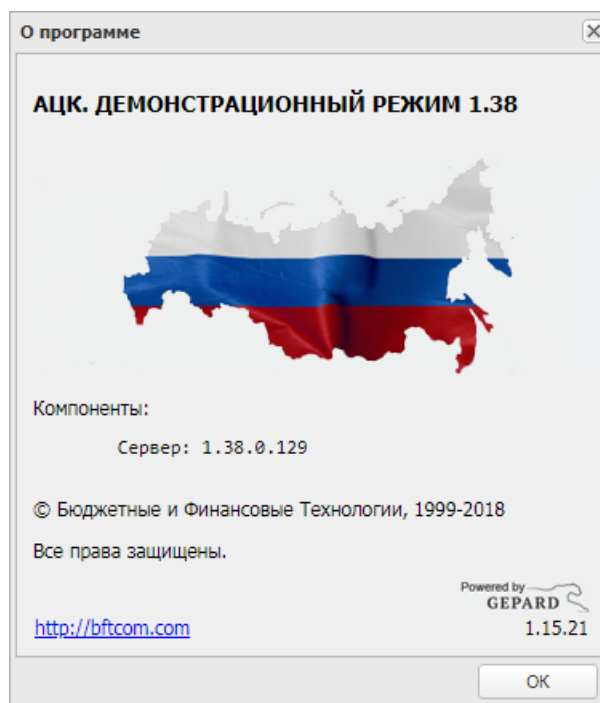 О программе
АЦК. ДЕМОНСТРАЦИОННЫЙ РЕЖИМ 1.38
Компоненты:
Сервер: 1.38.0.129
© Бюджетные и Финансовые Технологии, 1999-2018
Все права защищены.
Powered by
GEPARD
http://bftcom.com
1.15.21
ОК